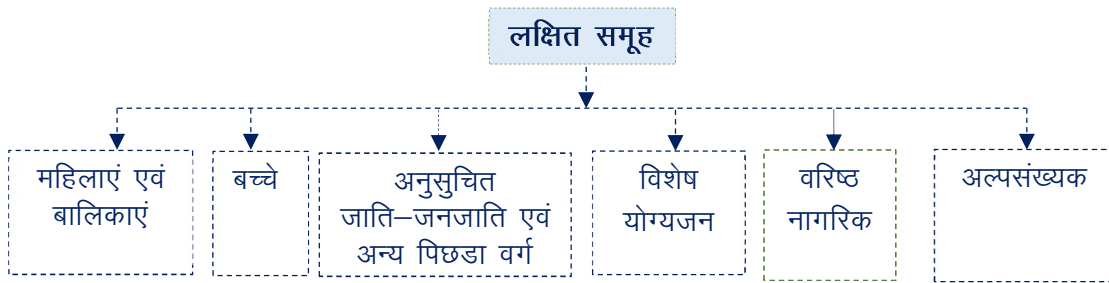 लक्षित समूह
महिलाएं एवं
बालिकाएं
बच्चे
अनुसुचित
जाति–जनजाति एवं
अन्य पिछडा वर्ग
विशेष
योग्यजन
वरिष्ठ
नागरिक
अल्पसंख्यक